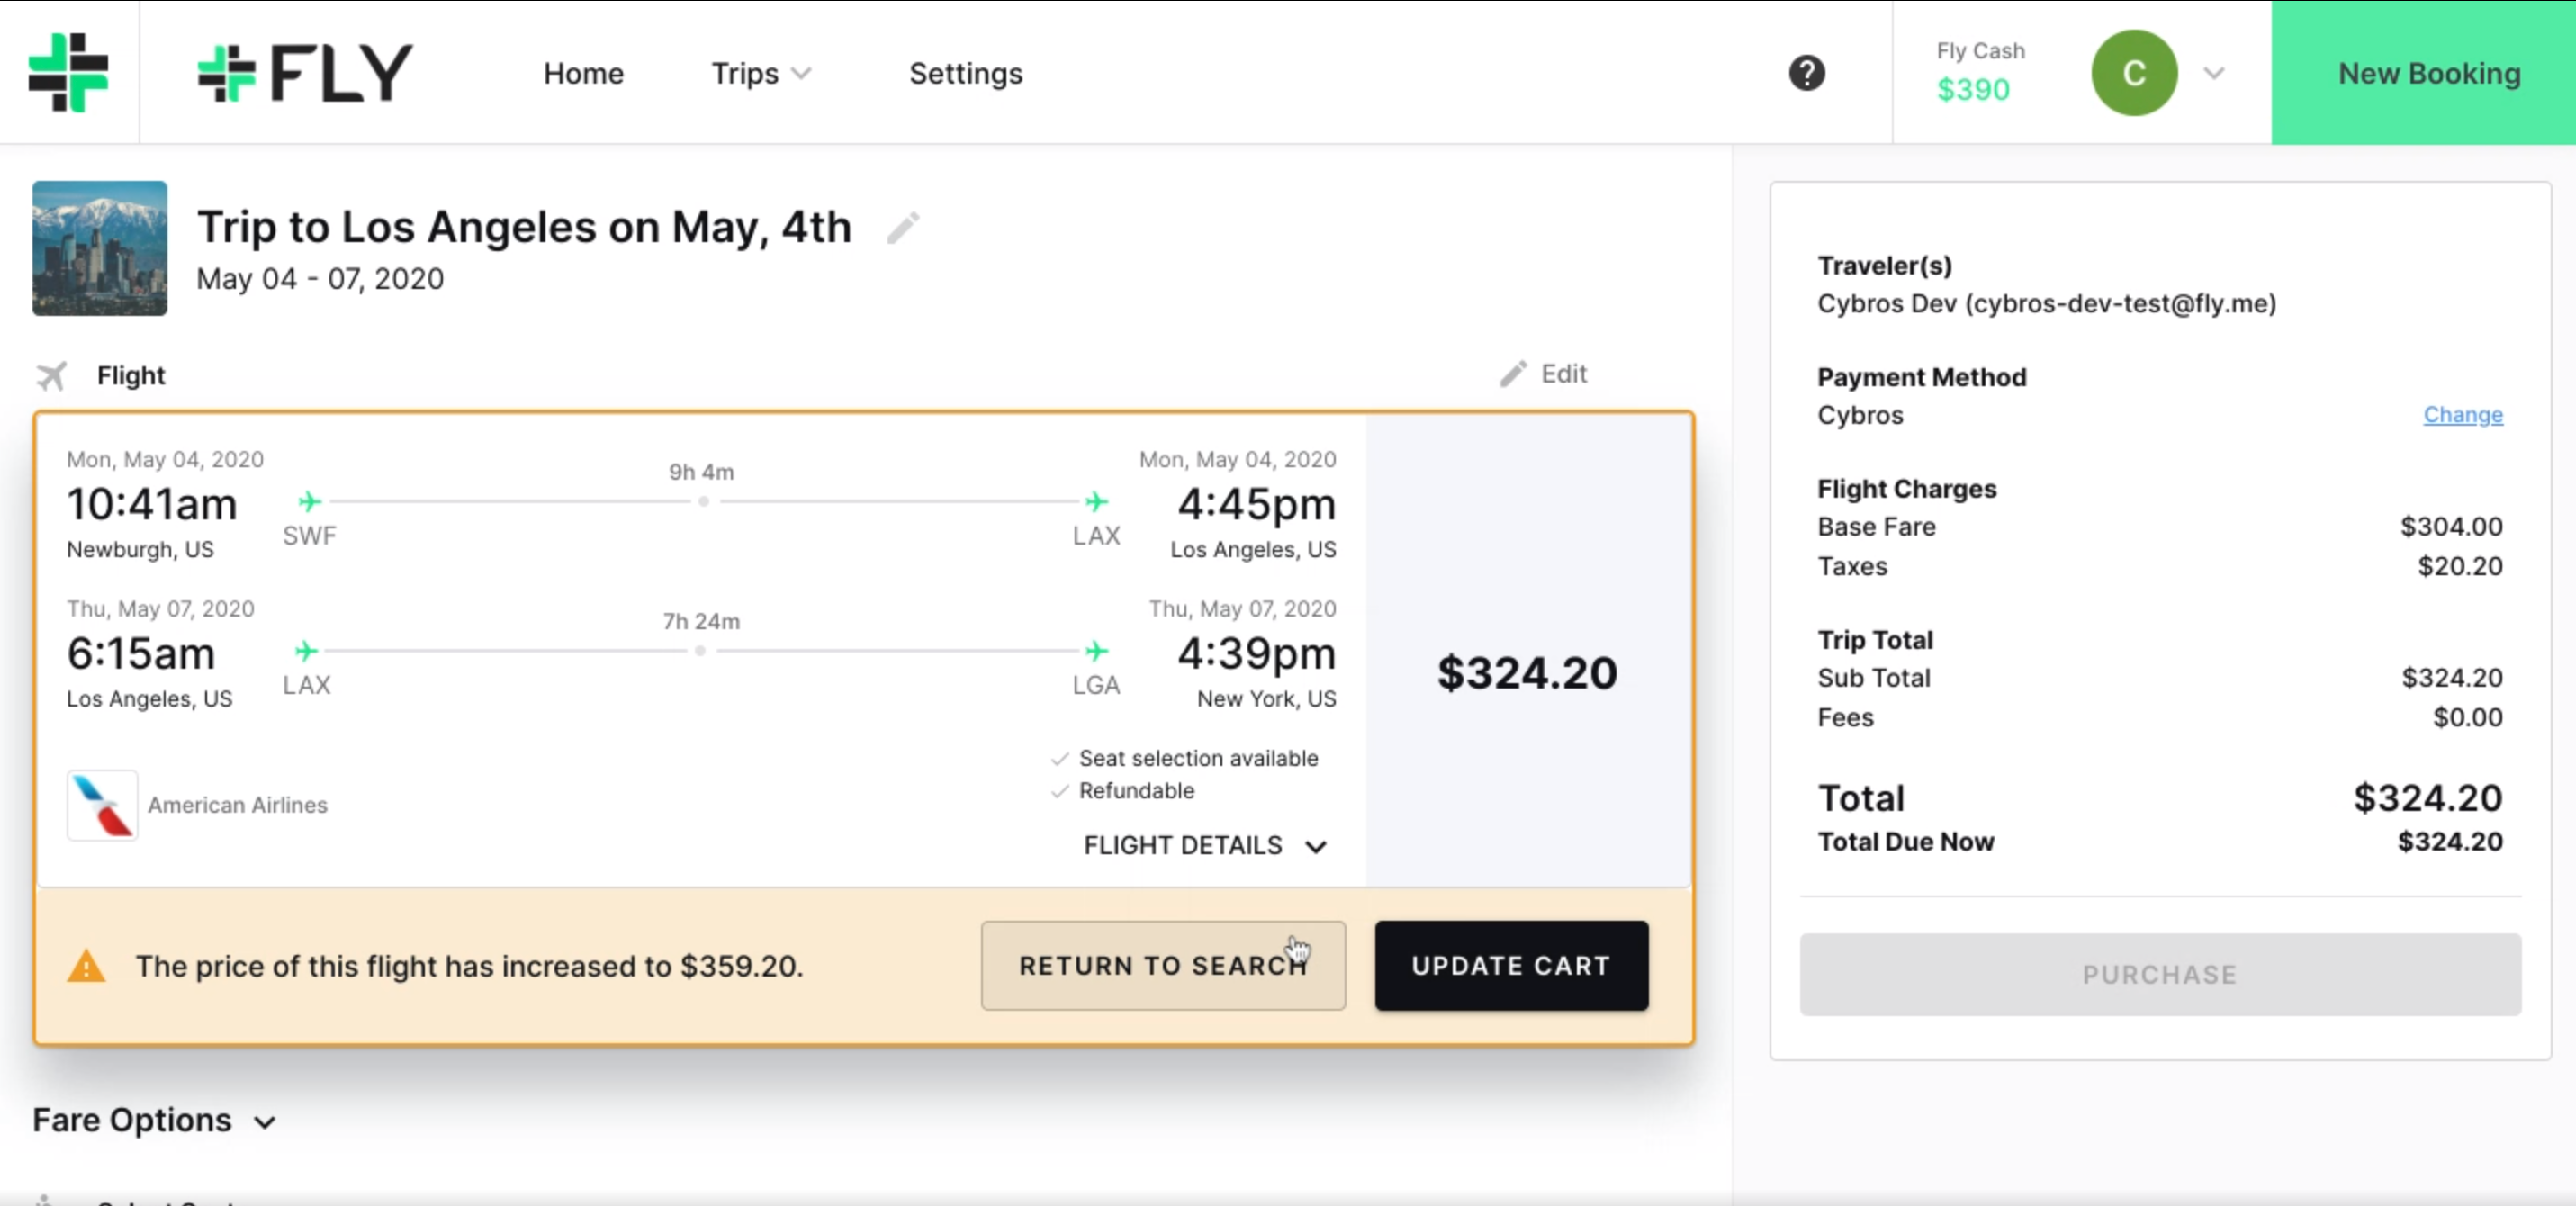 FLY
Home
Trips
Settings
?
Fly Cash
$390
C
New Booking
Trip to Los Angeles on May, 4th
May 04 - 07, 2020
Flight
Edit
Mon, May 04, 2020
9h 4m
Mon, May 04, 2020
10:41am
4:45pm
SWF
LAX
Newburgh, US
Los Angeles, US
Thu, May 07, 2020
7h 24m
Thu, May 07, 2020
6:15am
4:39pm
LAX
LGA
Los Angeles, US
New York, US
$324.20
Seat selection available
Refundable
American Airlines
FLIGHT DETAILS
The price of this flight has increased to $359.20.
RETURN TO SEARCH
UPDATE CART
Fare Options
Traveler(s)
Cybros Dev (cybros-dev-test@fly.me)
Payment Method
Cybros
Change
Flight Charges
Base Fare $304.00
Taxes $20.20
Trip Total
Sub Total $324.20
Fees $0.00
Total $324.20
Total Due Now $324.20
PURCHASE